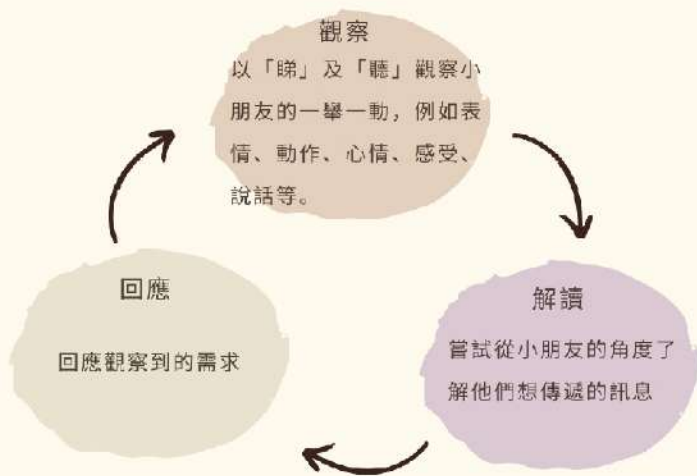 觀察
以「睇」及「聽」觀察小
朋友的一舉一動，例如表
情、動作、心情、感受、
說話等。
解讀
嘗試從小朋友的角度了
解他們想傳遞的訊息
回應
回應觀察到的需求